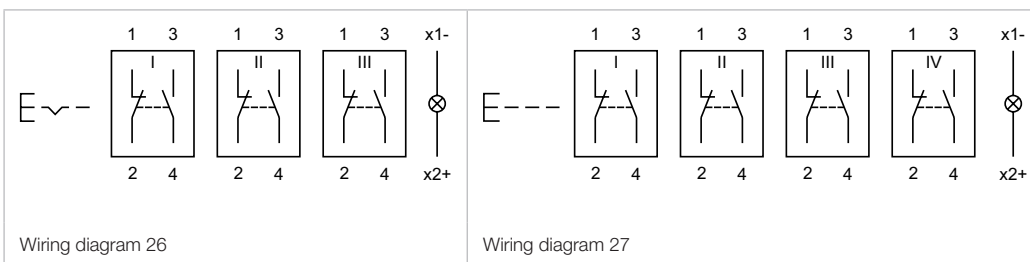 1 3 1 3 1 3 x1-
I II III
2 4 2 4 2 4 x2+
Wiring diagram 26
1 3 1 3 1 3 1 3 x1-
I II III IV
2 4 2 4 2 4 2 4 x2+
Wiring diagram 27